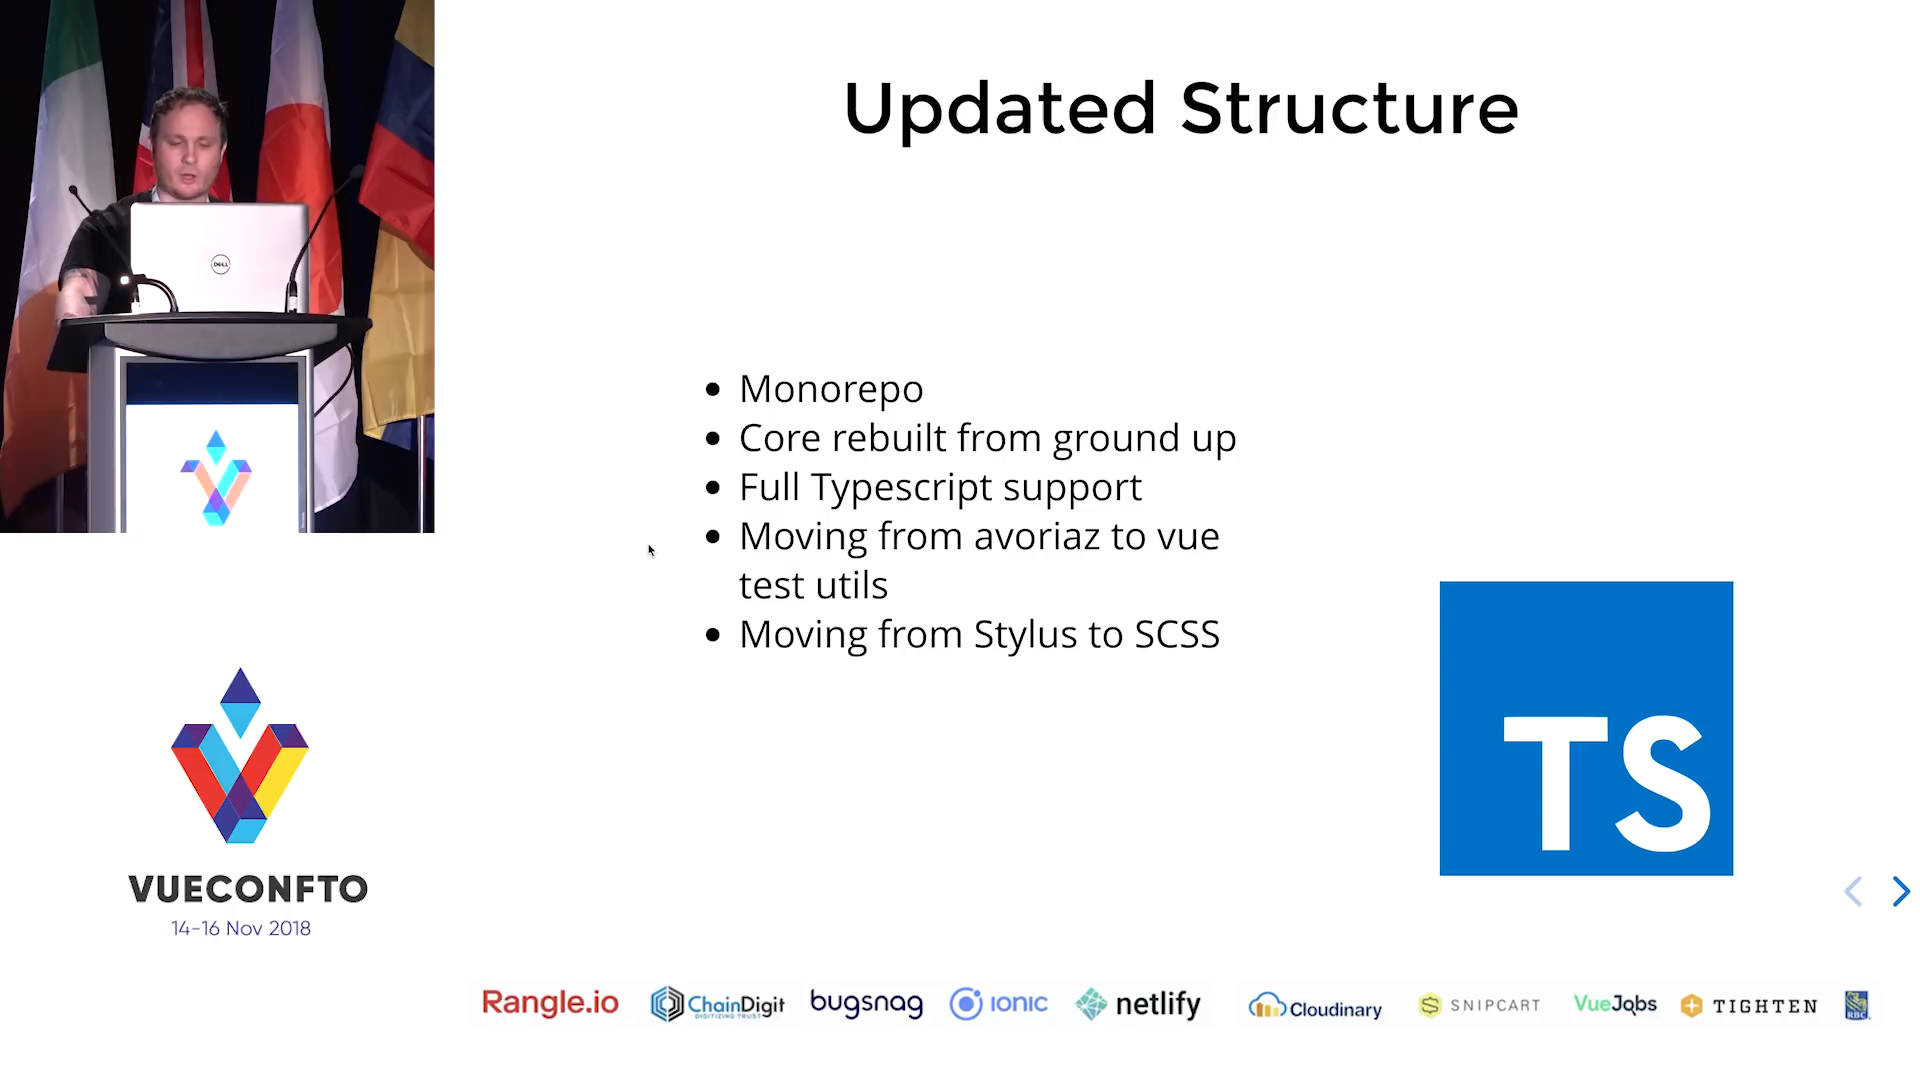 Updated Structure
DELL
Monorepo
Core rebuilt from ground up
Full Typescript support
Moving from avoriaz to vue
test utils
Moving from Stylus to SCSS
TS
VUECONFTO
14-16 Nov 2018
Rangle.io
ChainDigit
DIGITIZING TRUST
bugsnag
IONIC
netlify
Cloudinary
SNIPCART
VueJobs
TIGHTEN
RBC